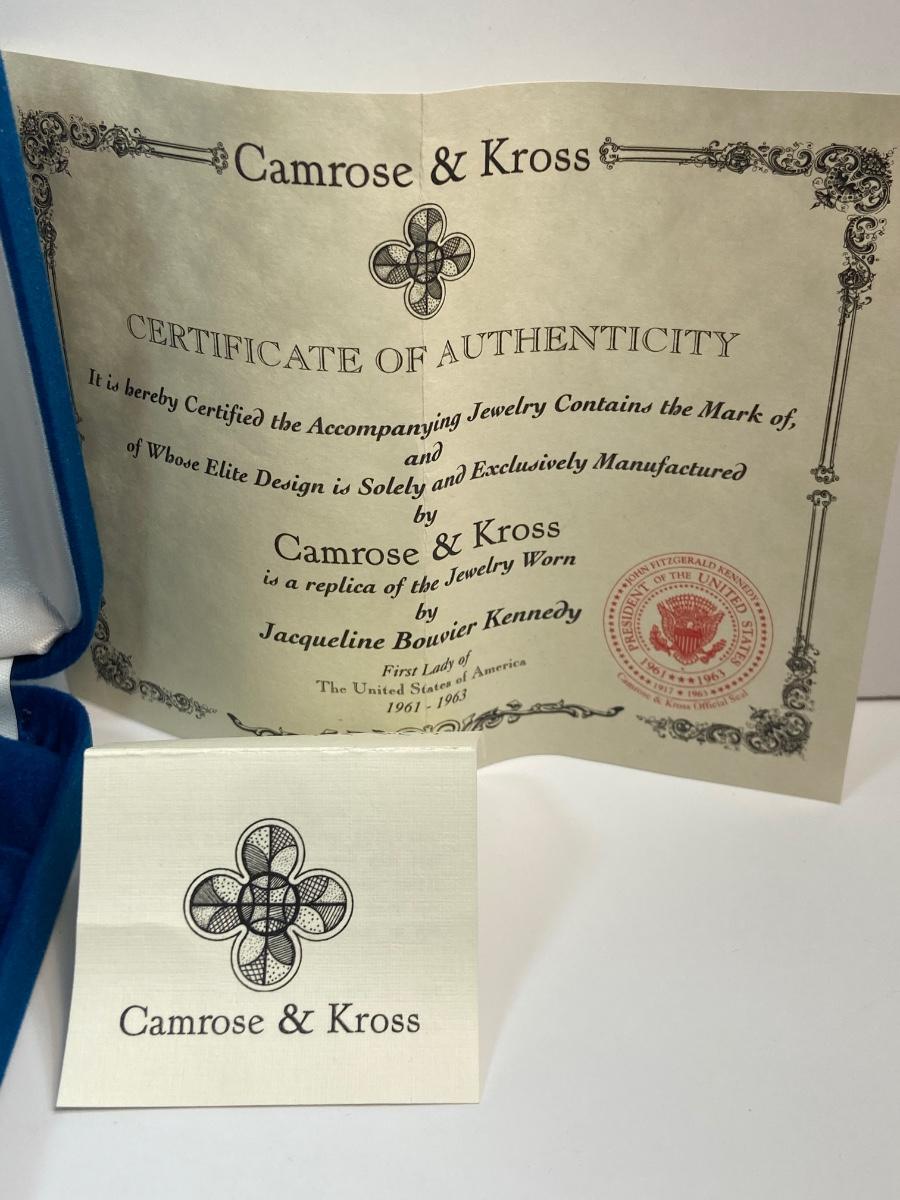 Camrose & Kross
CERTIFICATE OF AUTHENTICITY
It is hereby Certified the Accompanying Jewelry Contains the Mark of,
and
of Whose Elite Design is Solely and Exclusively Manufactured
by
Camrose & Kross
is a replica of the Jewelry Worn
by
Jacqueline Bouvier Kennedy
First Lady of
The United States of America
1961 - 1963
JOHN FITZGERALD KENNEDY
PRESIDENT OF THE UNITED STATES
1961 ★ ★ ★ 1963
★ 1917 ★ 1963 ★
Camrose & Kross Official Seal
Camrose & Kross